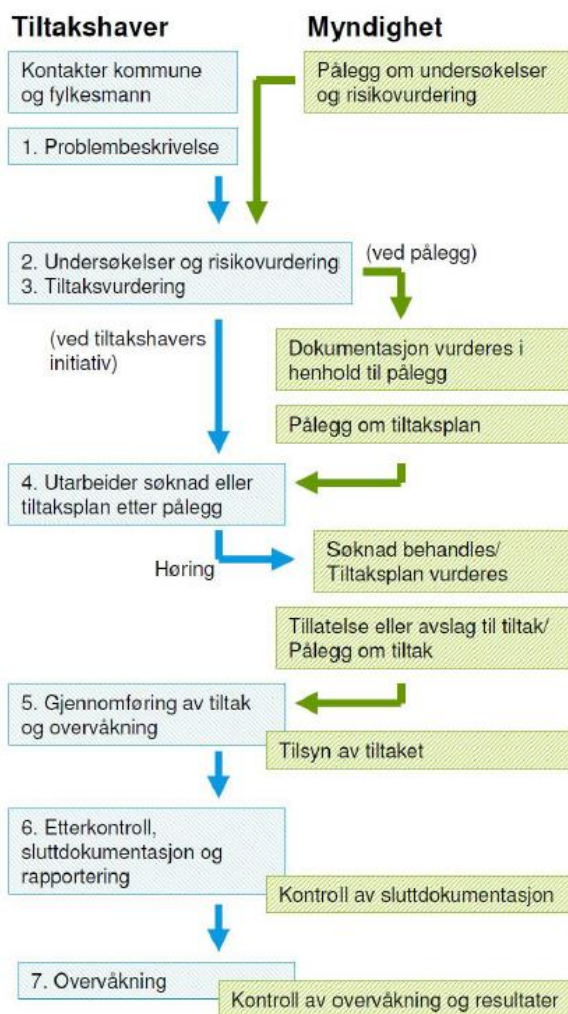 Tiltakshaver
Myndighet
Kontakter kommune
og fylkesmann
Pålegg om undersøkelser
og risikovurdering
1. Problembeskrivelse
2. Undersøkelser og risikovurdering
3. Tiltaksvurdering
(ved pålegg)
(ved tiltakshavers
initiativ)
Dokumentasjon vurderes i
henhold til pålegg
Pålegg om tiltaksplan
4. Utarbeider søknad eller
tiltaksplan etter pålegg
Høring
Søknad behandles/
Tiltaksplan vurderes
Tillatelse eller avslag til tiltak/
Pålegg om tiltak
5. Gjennomføring av tiltak
og overvåkning
Tilsyn av tiltaket
6. Etterkontroll,
sluttdokumentasjon og
rapportering
Kontroll av sluttdokumentasjon
7. Overvåkning
Kontroll av overvåkning og resultater